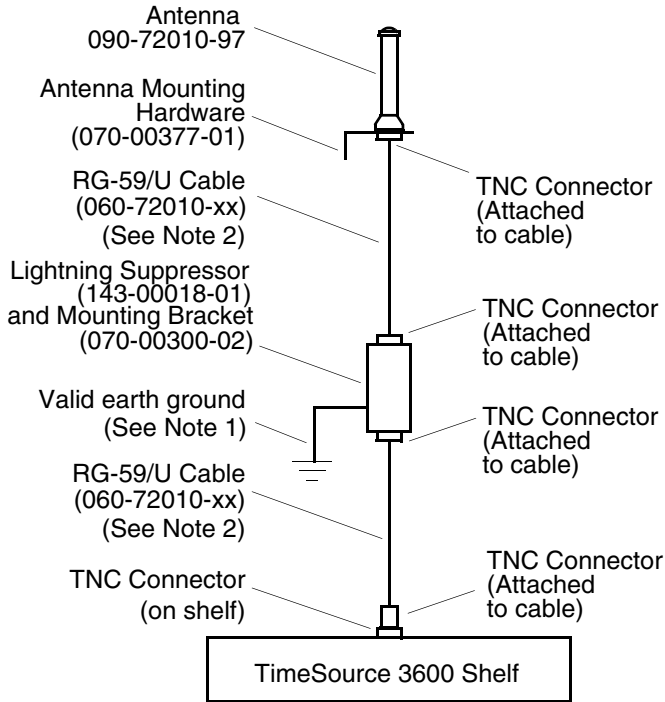 Antenna
090-72010-97
Antenna Mounting
Hardware
(070-00377-01)
RG-59/U Cable
(060-72010-xx)
(See Note 2)
TNC Connector
(Attached
to cable)
Lightning Suppressor
(143-00018-01)
and Mounting Bracket
(070-00300-02)
TNC Connector
(Attached
to cable)
Valid earth ground
(See Note 1)
TNC Connector
(Attached
to cable)
RG-59/U Cable
(060-72010-xx)
(See Note 2)
TNC Connector
(on shelf)
TNC Connector
(Attached
to cable)
TimeSource 3600 Shelf